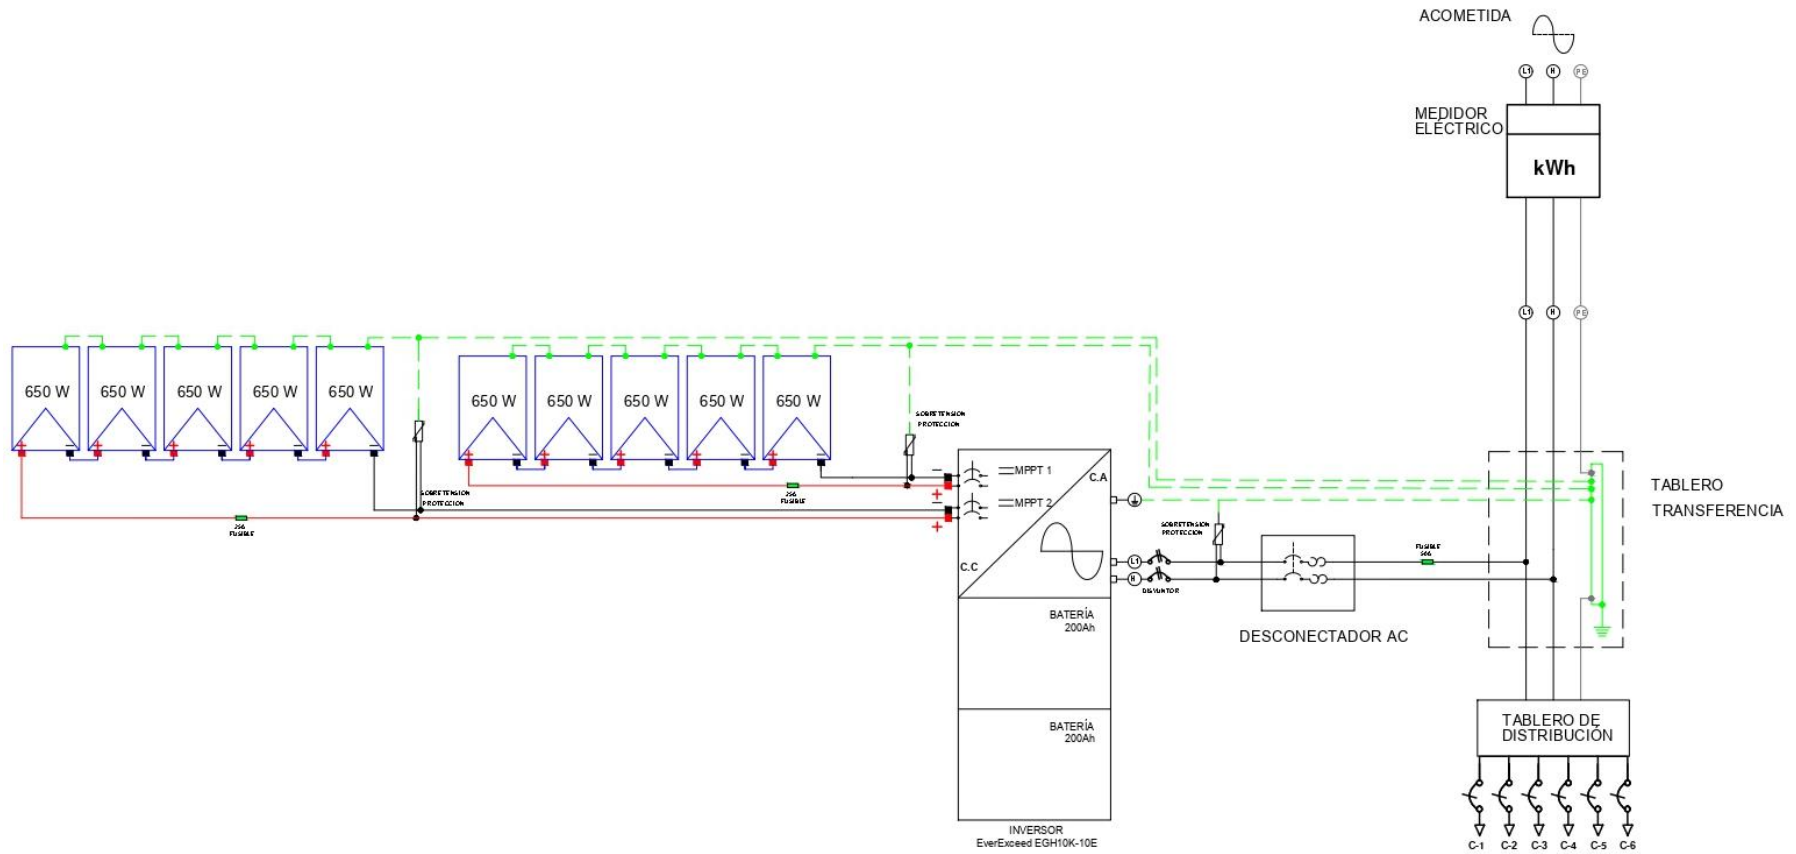 ACOMETIDA
L1
H
PE
MEDIDOR
ELÉCTRICO
kWh
L1
H
PE
650 W
650 W
650 W
650 W
650 W
650 W
650 W
650 W
650 W
650 W
SOBRETENSION
PROTECCION
SOBRETENSION
PROTECCION
FUSIBLE
FUSIBLE
MPPT 1
MPPT 2
C.A
C.C
L1
H
DISYUNTOR
SOBRETENSION
PROTECCION
FUSIBLE
DESCONECTADOR AC
TABLERO
TRANSFERENCIA
BATERÍA
200Ah
BATERÍA
200Ah
INVERSOR
EverExceed EGH10K-10E
TABLERO DE
DISTRIBUCIÓN
C-1
C-2
C-3
C-4
C-5
C-6